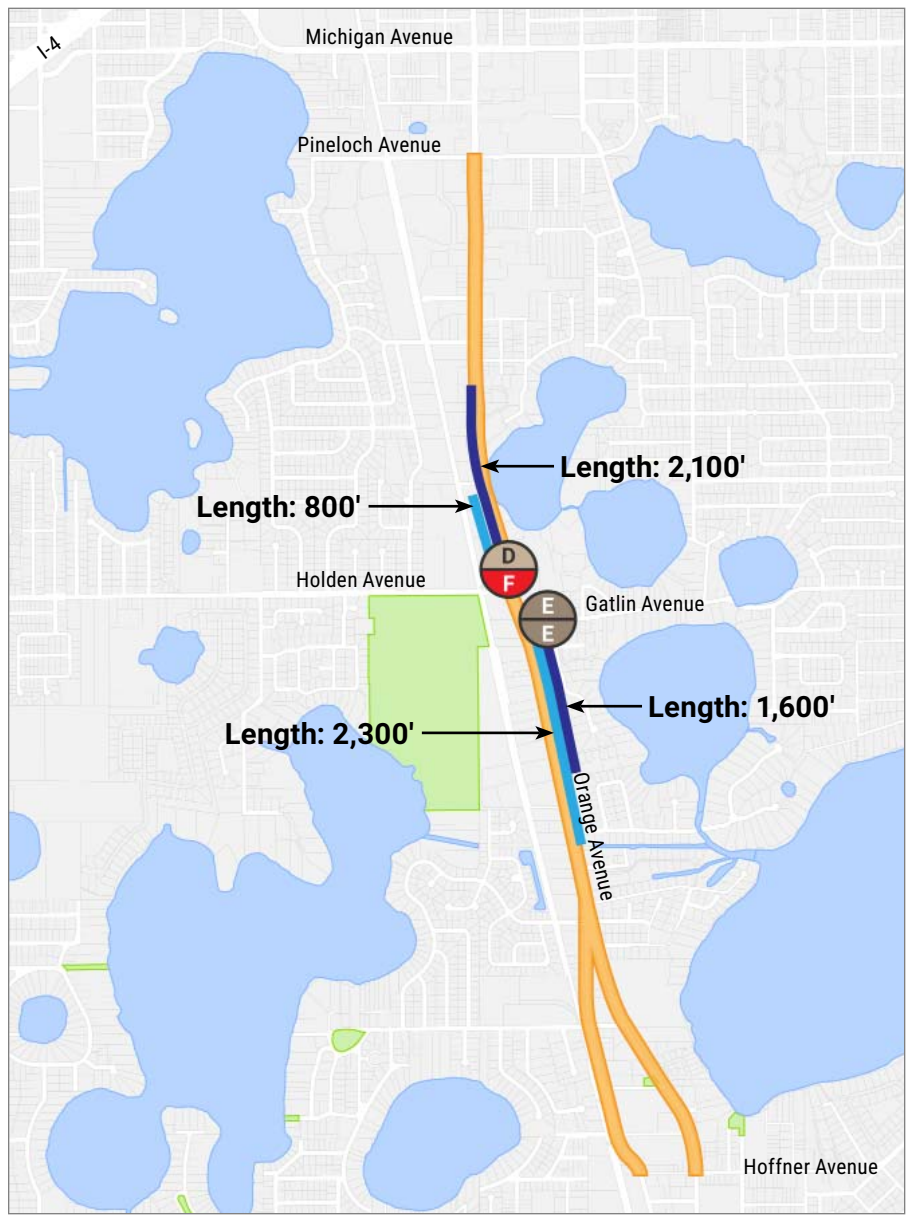 I-4
Michigan Avenue
Pineloch Avenue
Length: 2,100'
Length: 800'
D
F
Holden Avenue
E
E
Gatlin Avenue
Length: 1,600'
Length: 2,300'
Orange Avenue
Hoffner Avenue